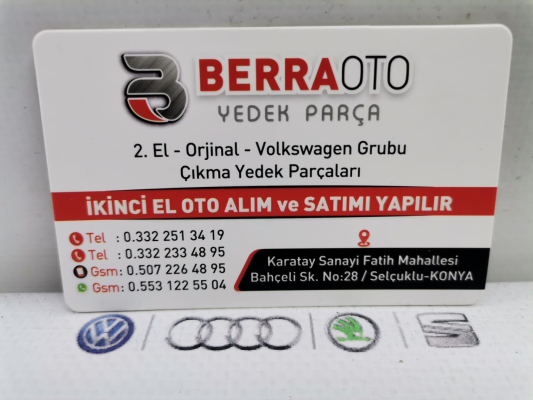 BERRAOTO
YEDEK PARÇA
2. El - Orjinal - Volkswagen Grubu
Çıkma Yedek Parçaları
İKİNCİ EL OTO ALIM ve SATIMI YAPILIR
Tel : 0.332 251 34 19
Tel : 0.332 233 48 95
Gsm: 0.507 226 48 95
Gsm: 0.553 122 55 04
Karatay Sanayi Fatih Mahallesi
Bahçeli Sk. No:28 / Selçuklu-KONYA